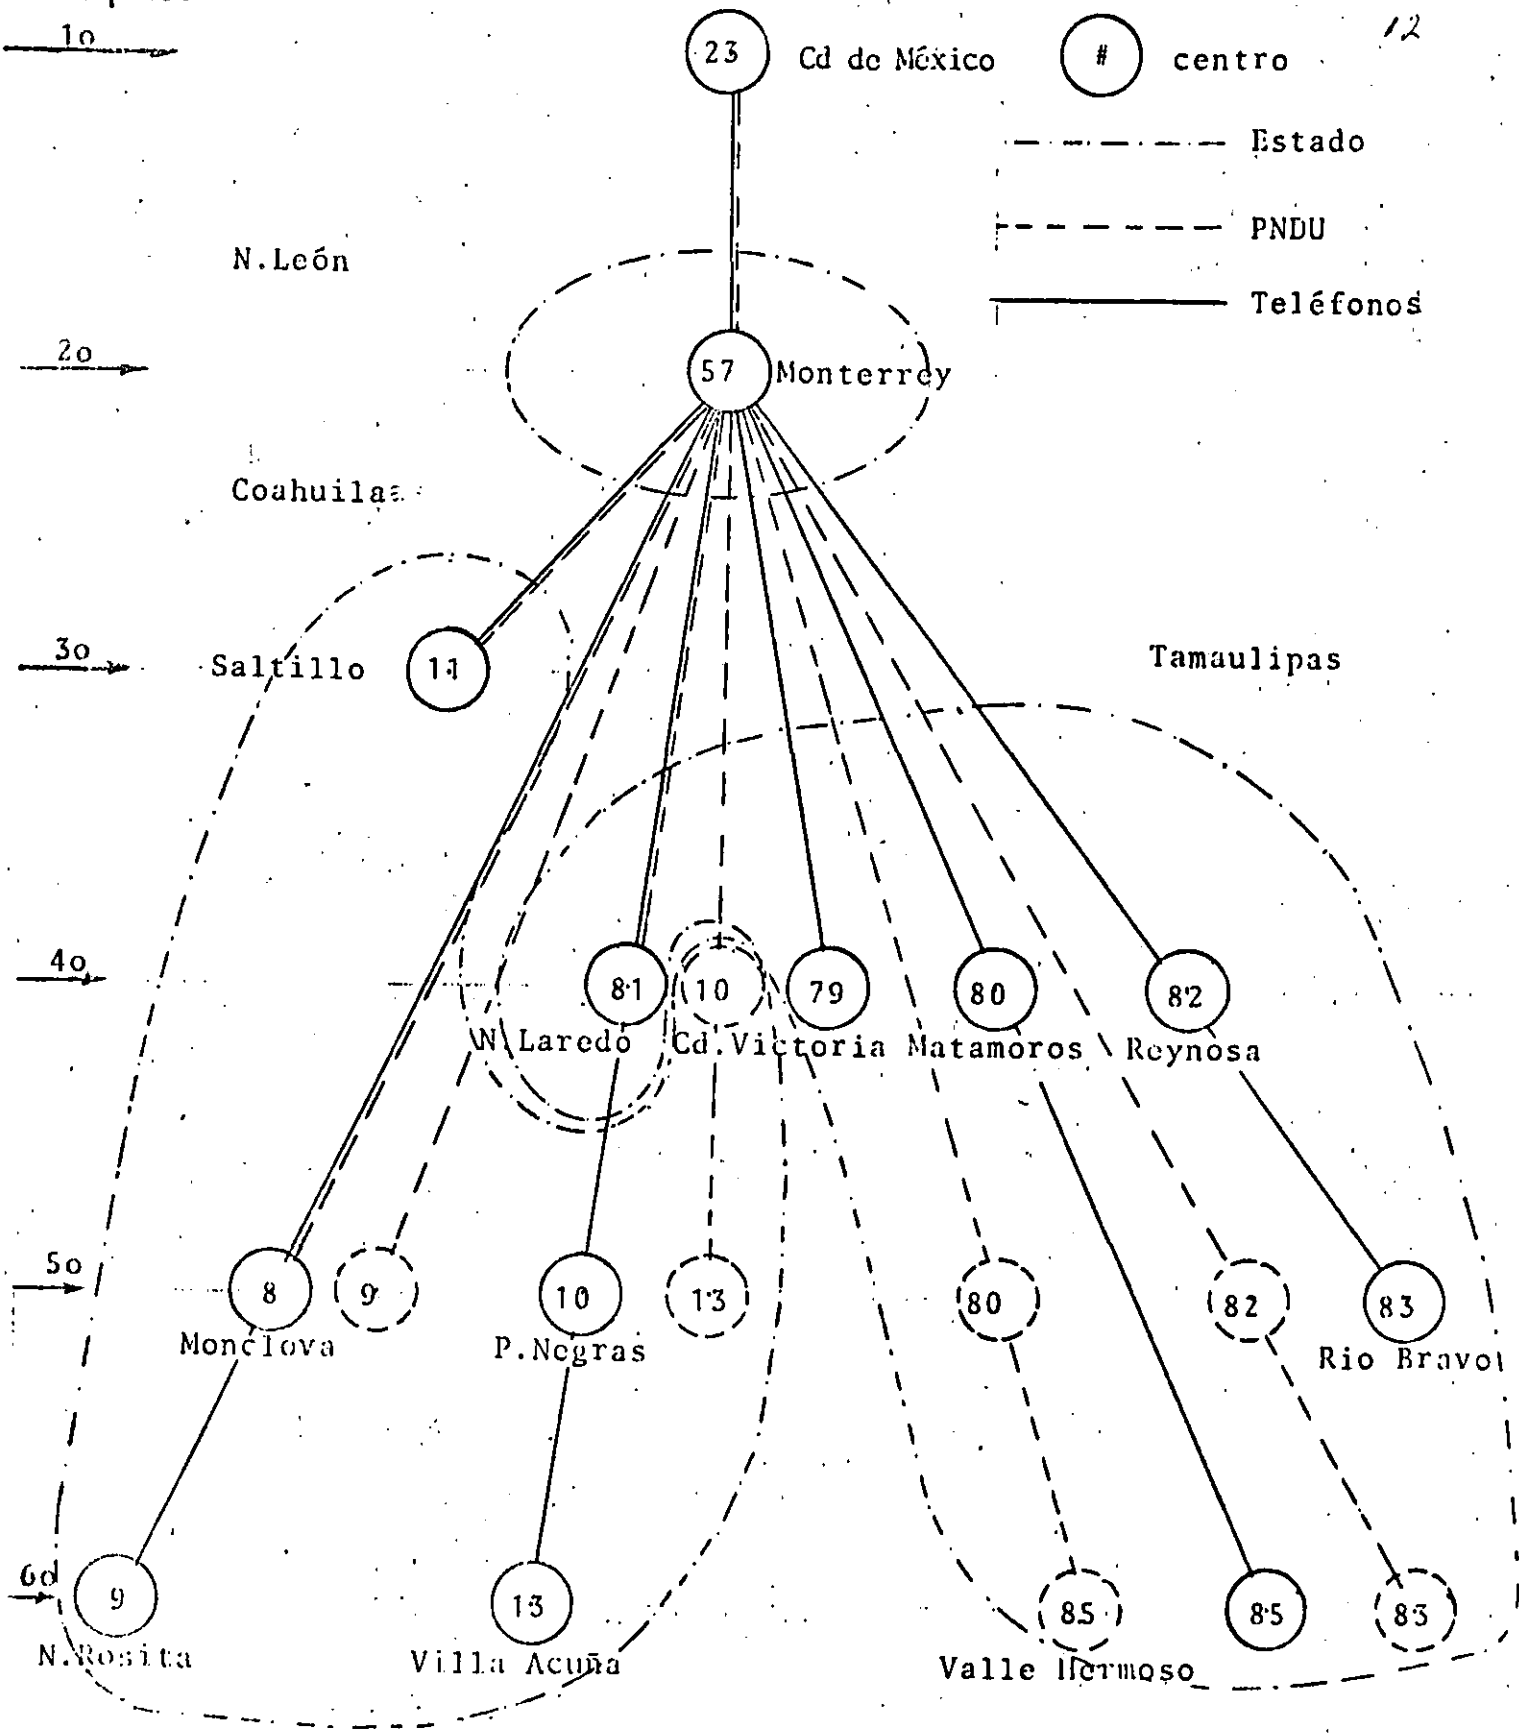 1o
23 Cd de México # centro
12
Estado
PNDU
Teléfonos
N.León
2o
57 Monterrey
Coahuila
3o
Saltillo 11
Tamaulipas
4o
81 10 79 80 82
N.Laredo Cd.Victoria Matamoros Reynosa
5o
8 9 10 13 80 82 83
Monclova P.Negras Rio Bravo
6o
9 13 85 85 83
N.Rosita Villa Acuña Valle Hermoso